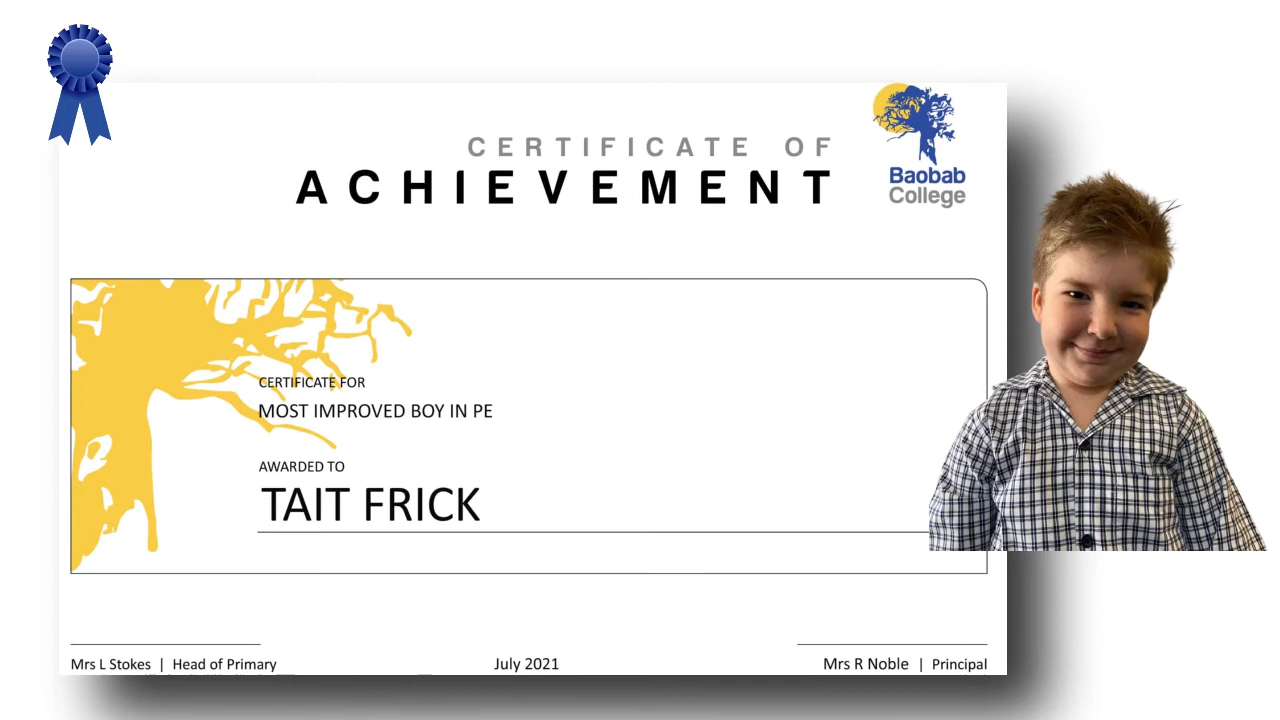 CERTIFICATE OF
ACHIEVEMENT
Baobab
College
CERTIFICATE FOR
MOST IMPROVED BOY IN PE
AWARDED TO
TAIT FRICK
Mrs L Stokes | Head of Primary
July 2021
Mrs R Noble | Principal